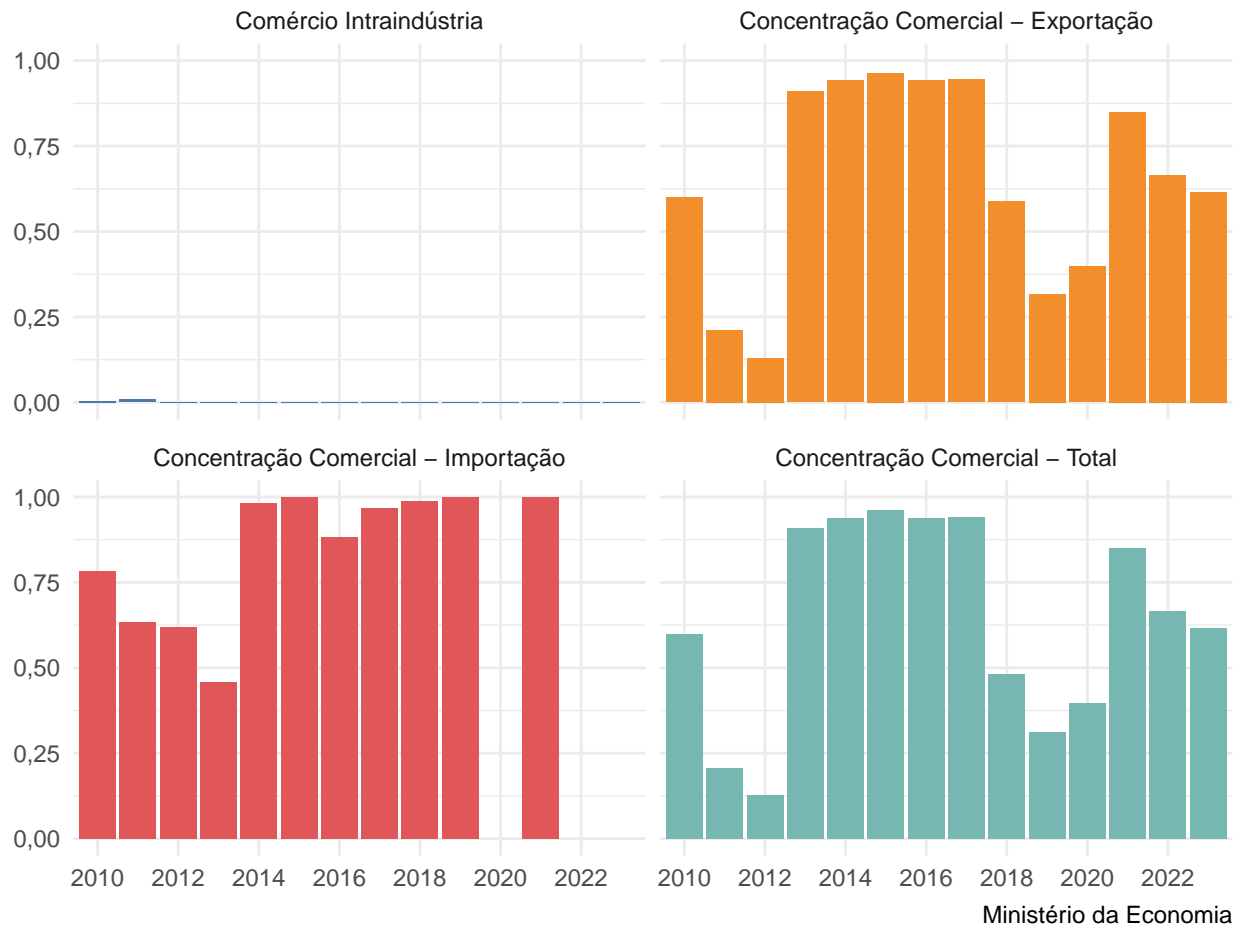 Comércio Intraindústria
Concentração Comercial – Exportação
1,00
0,75
0,50
0,25
0,00
Concentração Comercial – Importação
Concentração Comercial – Total
1,00
0,75
0,50
0,25
0,00
2010 2012 2014 2016 2018 2020 2022
2010 2012 2014 2016 2018 2020 2022
Ministério da Economia